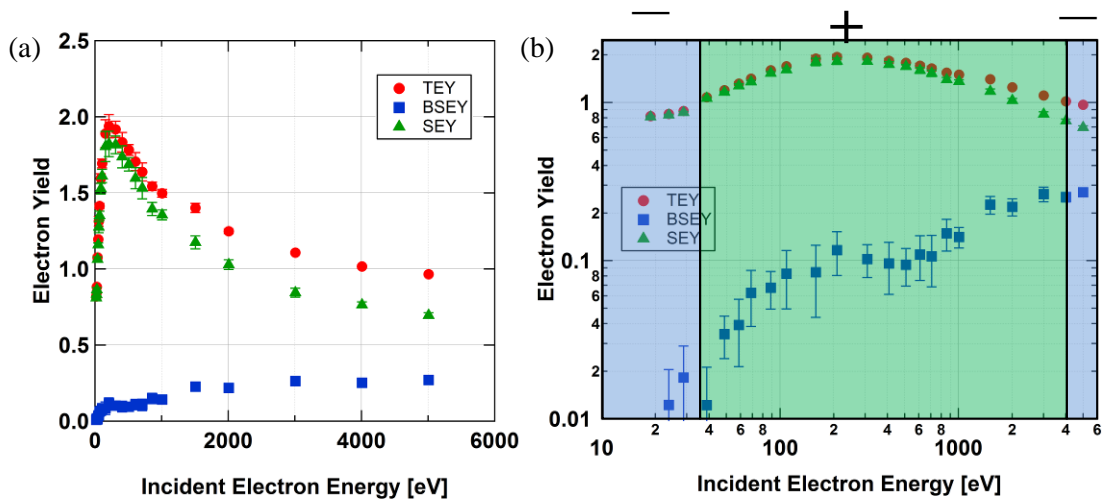 (a)
2.5
2.0
1.5
1.0
0.5
0.0
Electron Yield
TEY
BSEY
SEY
0
2000
4000
6000
Incident Electron Energy [eV]
(b)
— + —
2
1
8
6
4
2
0.1
8
6
4
2
0.01
Electron Yield
TEY
BSEY
SEY
10
2
4
6
8
100
2
4
6
8
1000
2
4
6
Incident Electron Energy [eV]